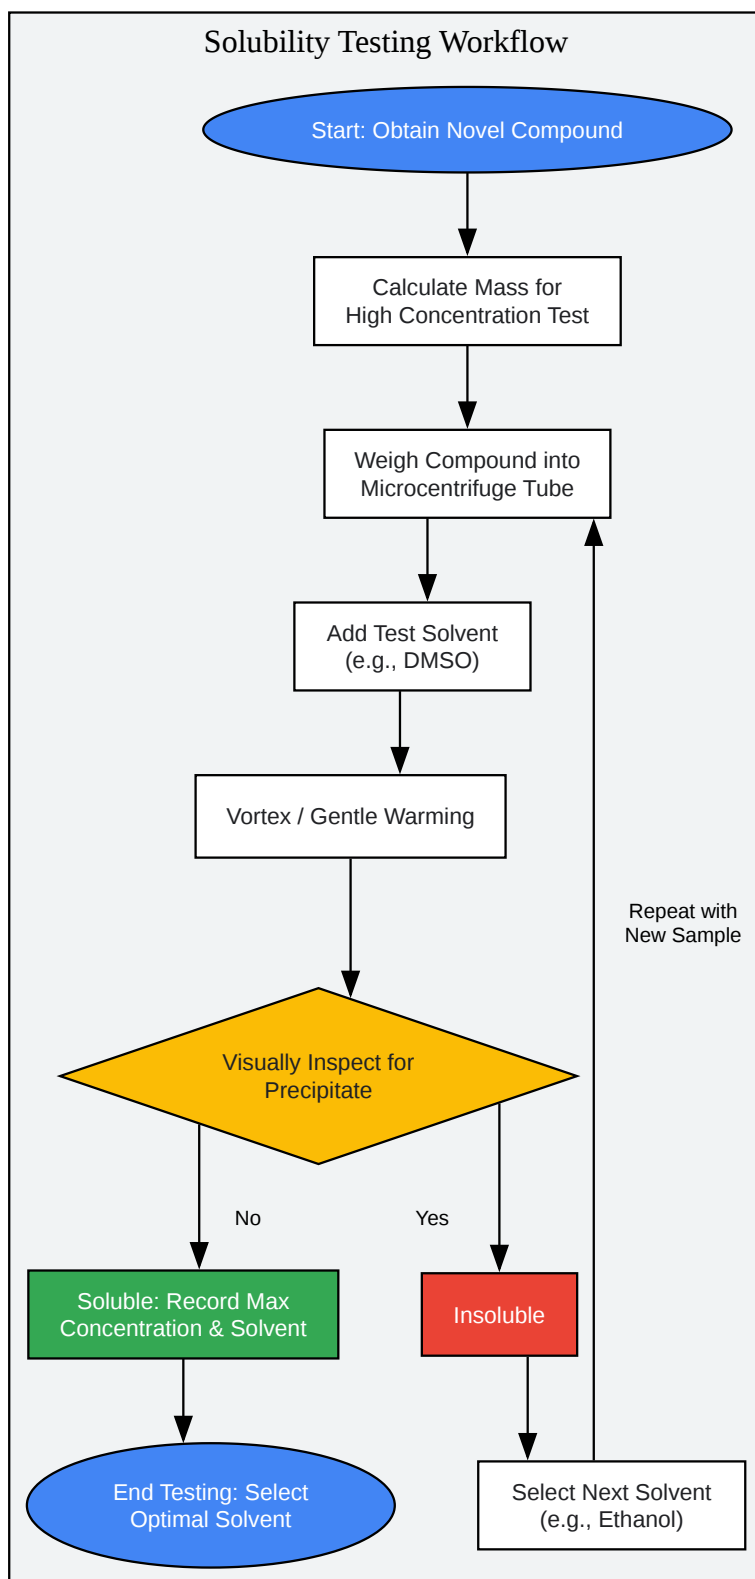 Solubility Testing Workflow
Start: Obtain Novel Compound
Calculate Mass for
High Concentration Test
Weigh Compound into
Microcentrifuge Tube
Add Test Solvent
(e.g., DMSO)
Vortex / Gentle Warming
Repeat with
New Sample
Visually Inspect for
Precipitate
No
Yes
Soluble: Record Max
Concentration & Solvent
Insoluble
End Testing: Select
Optimal Solvent
Select Next Solvent
(e.g., Ethanol)